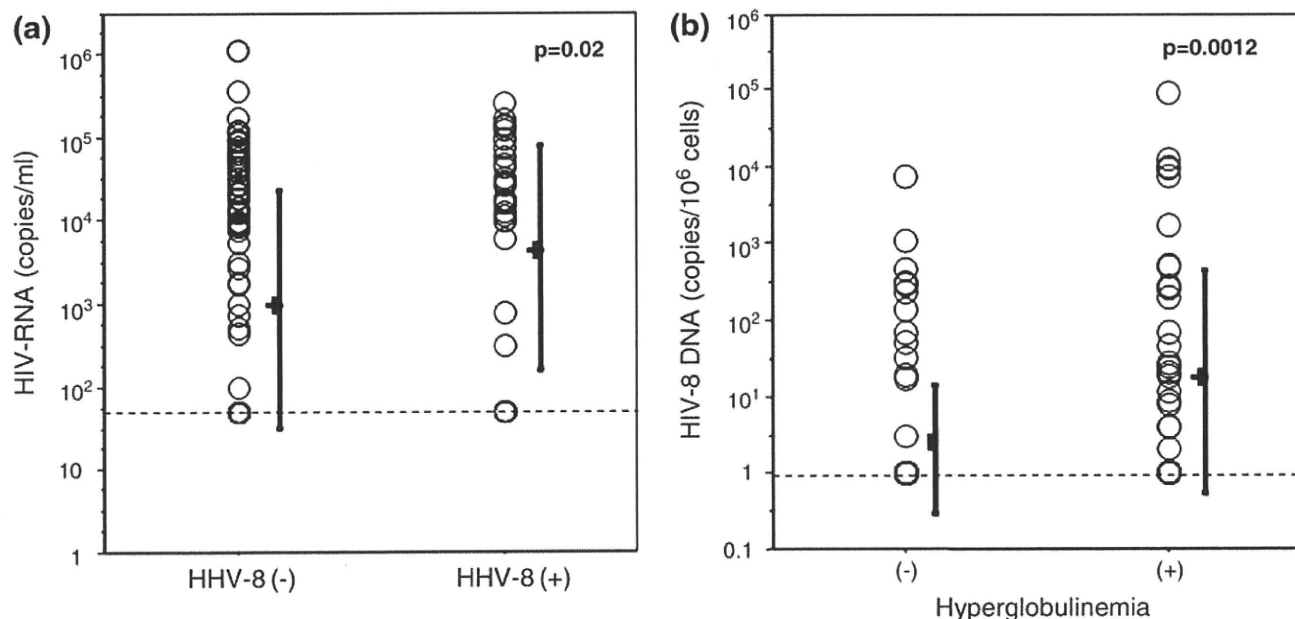 (a)
p=0.02
HIV-RNA (copies/ml)
10⁶
10⁵
10⁴
10³
10²
10
1
HHV-8 (-)
HHV-8 (+)
(b)
p=0.0012
HIV-8 DNA (copies/10⁶ cells)
10⁶
10⁵
10⁴
10³
10²
10¹
1
0.1
(-)
(+)
Hyperglobulinemia